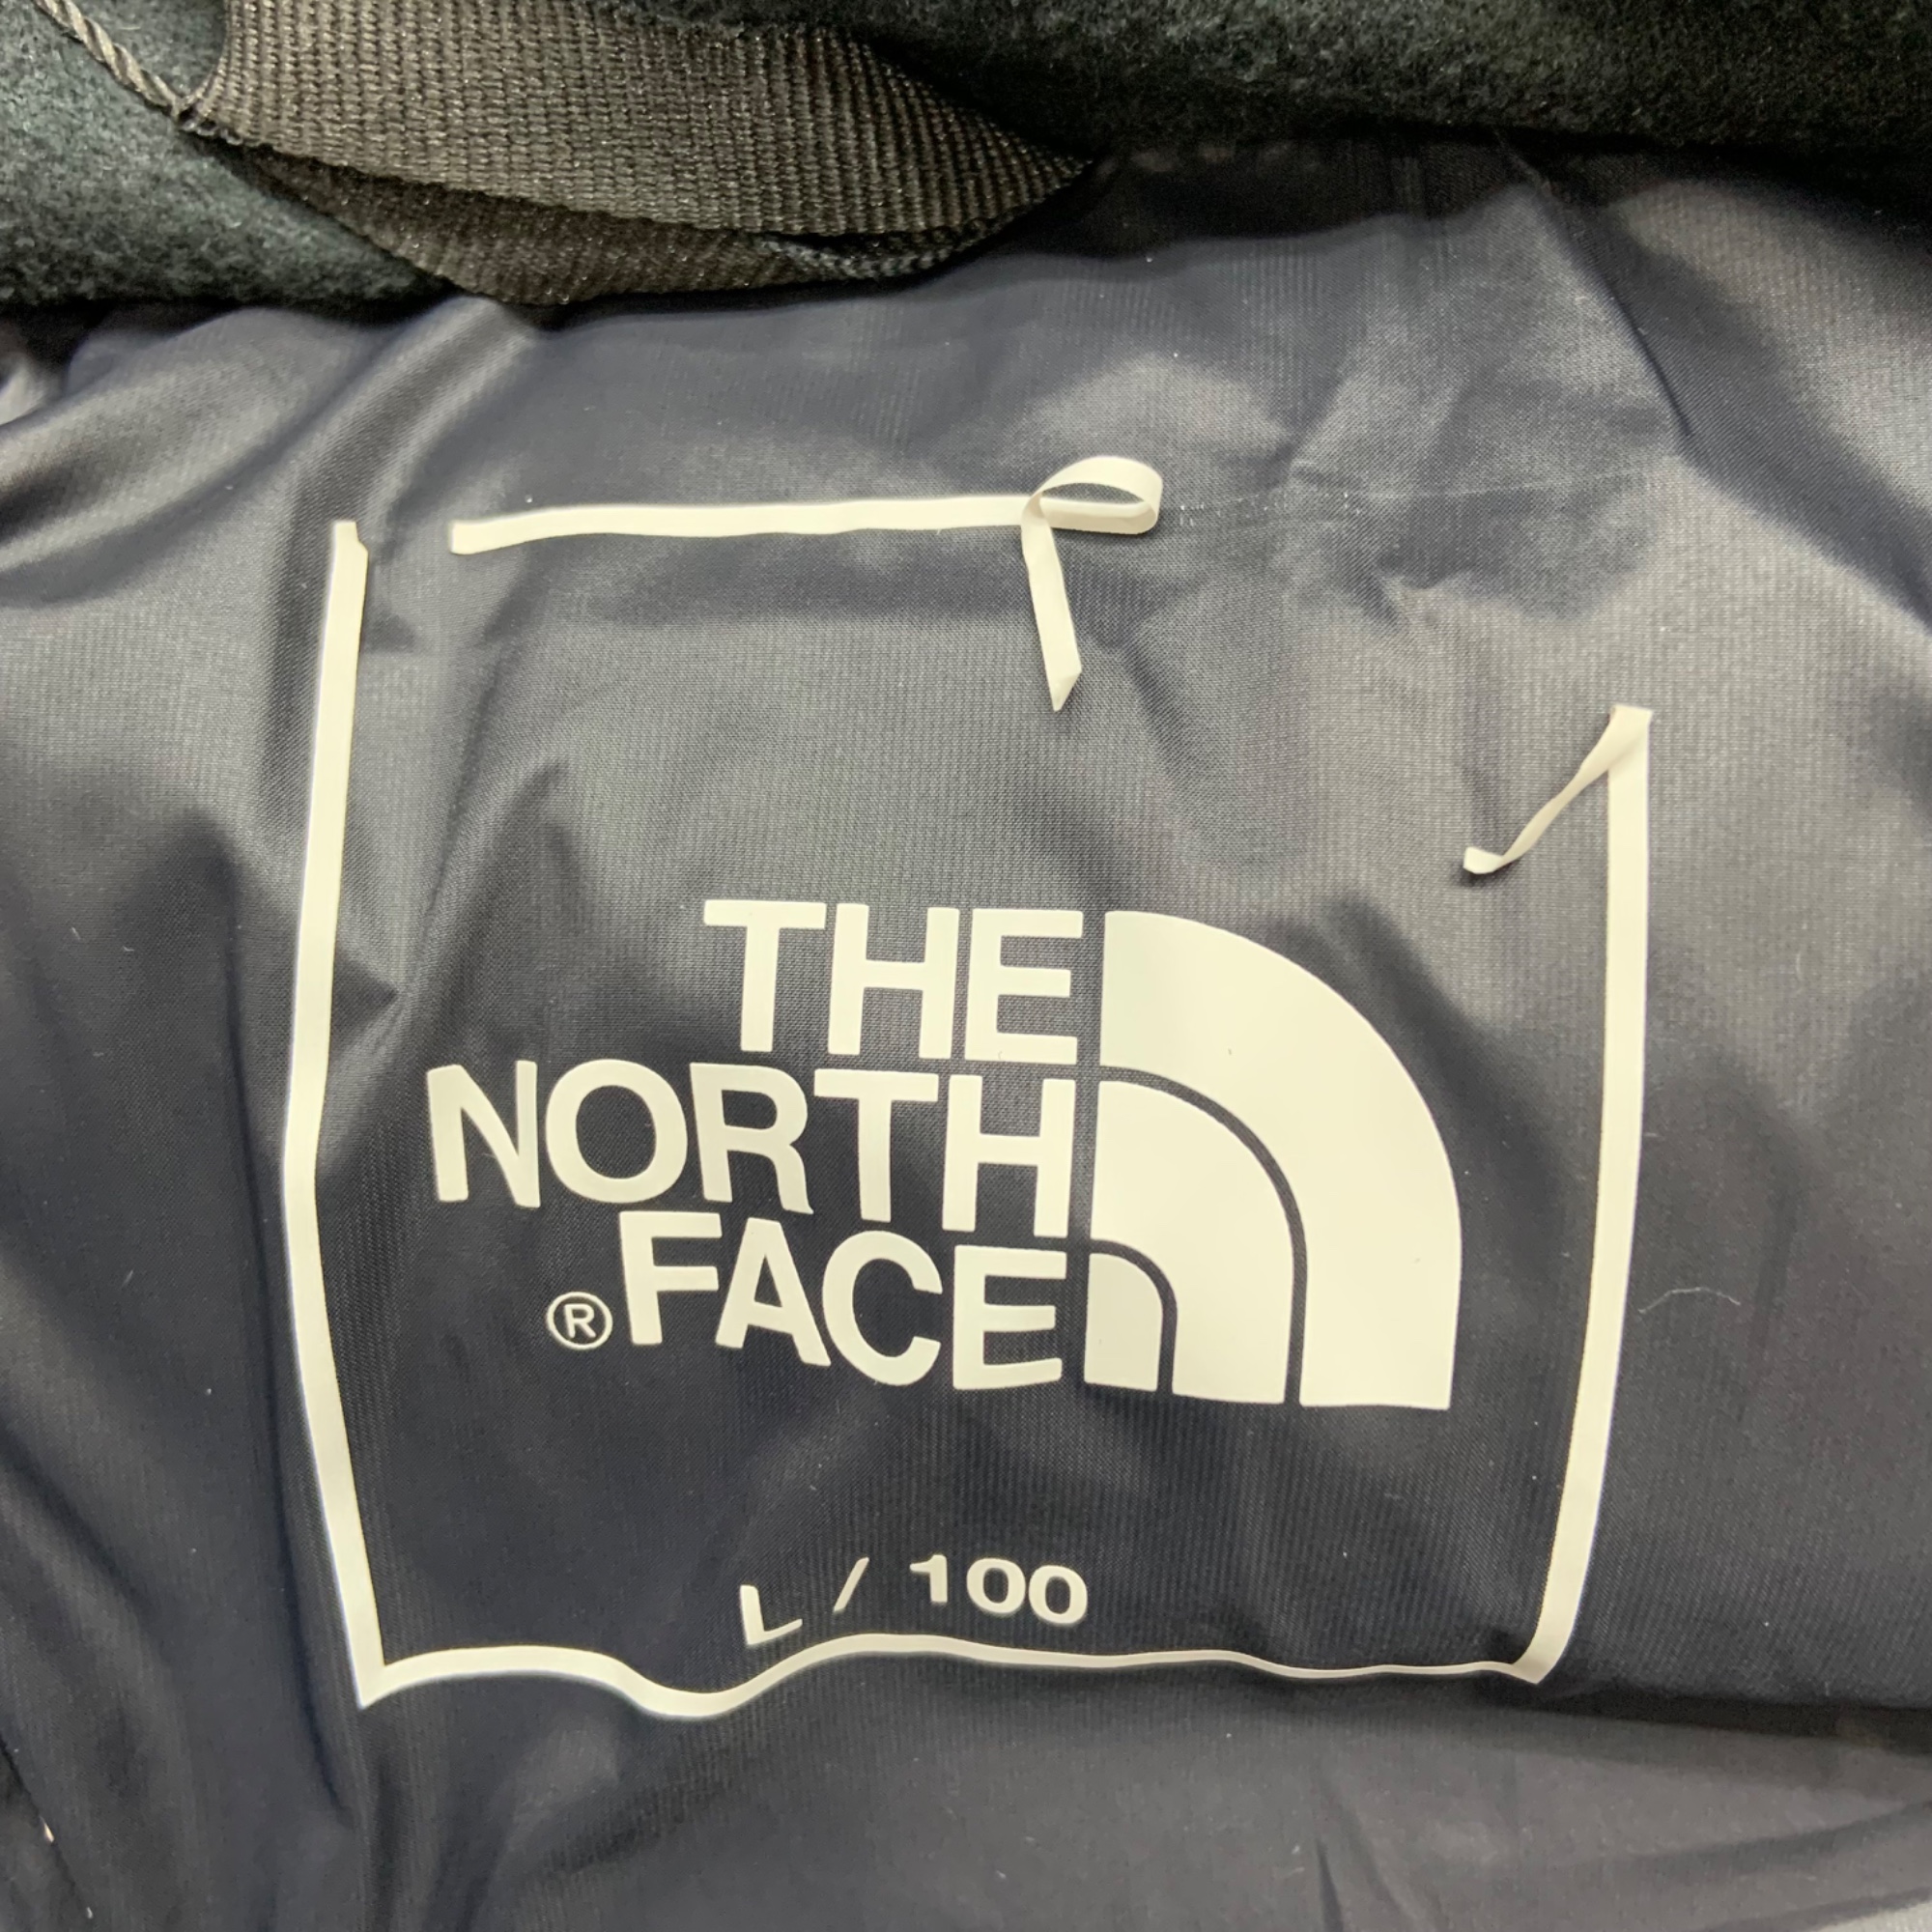 THE
NORTH
FACE
®
L / 100